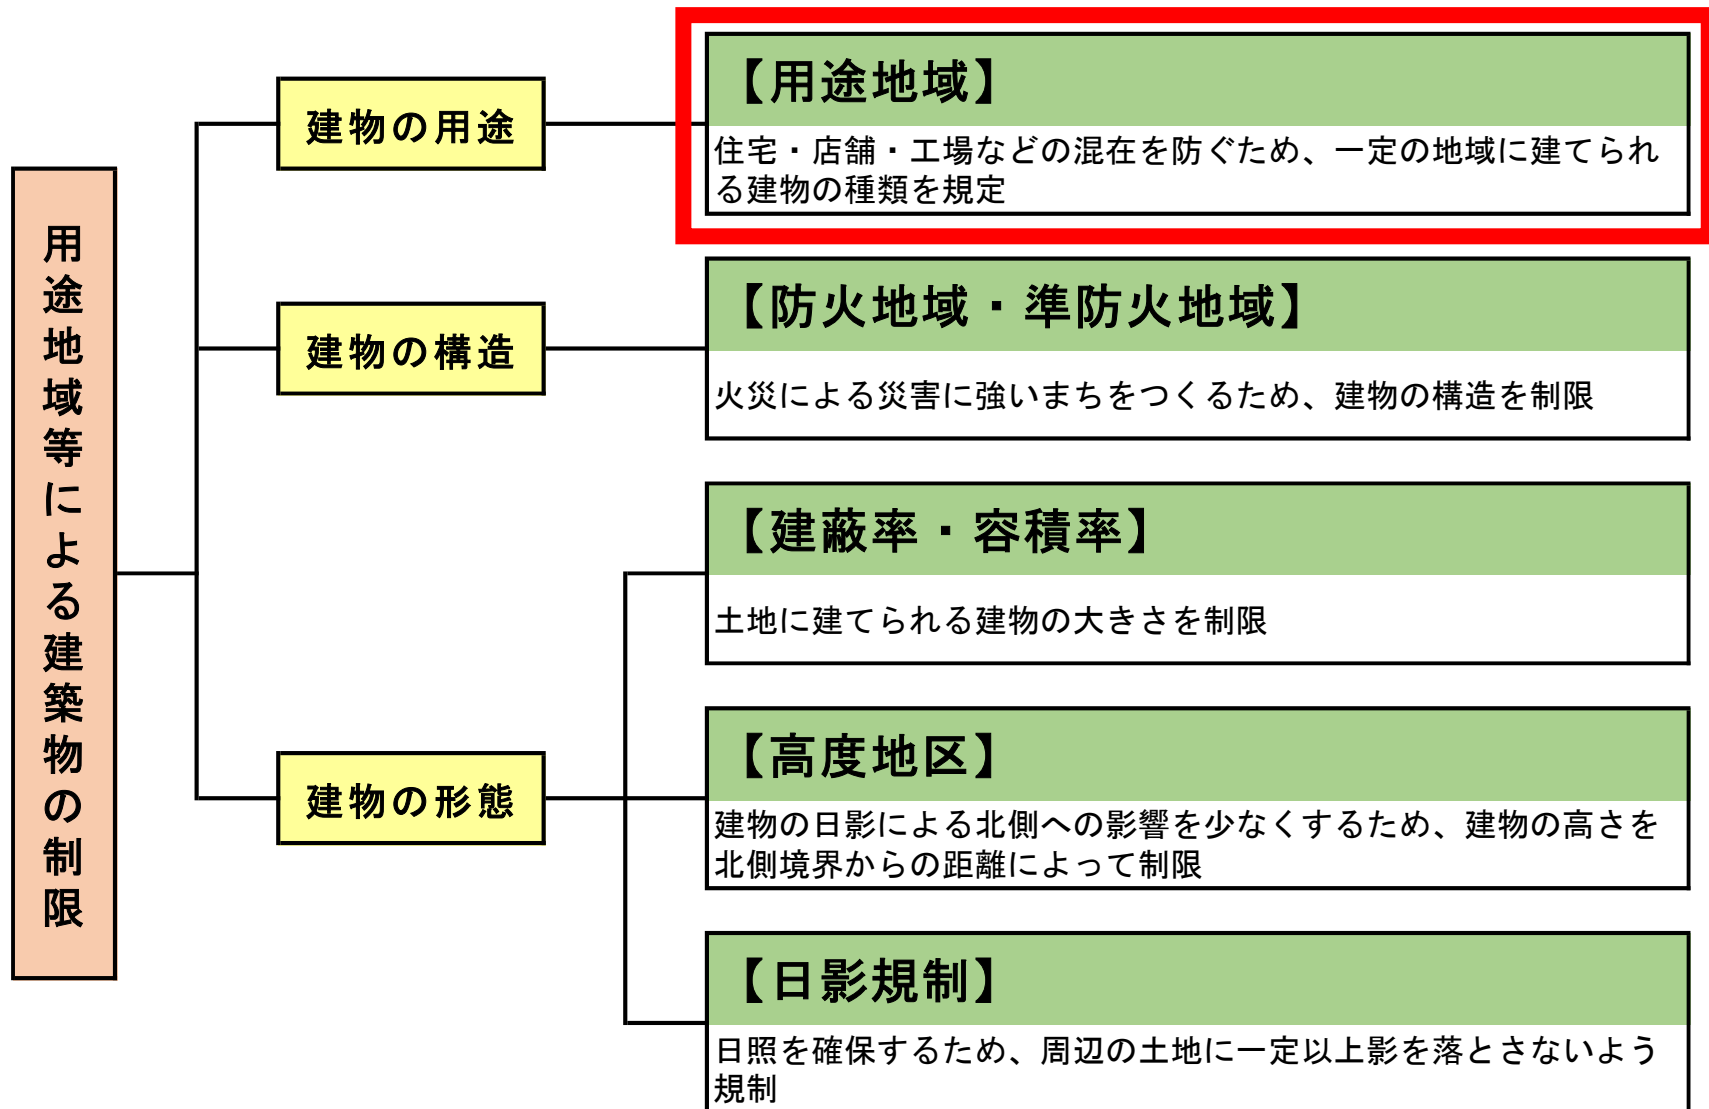 用途地域等による建築物の制限
建物の用途
【用途地域】
住宅・店舗・工場などの混在を防ぐため、一定の地域に建てられ
る建物の種類を規定
建物の構造
【防火地域・準防火地域】
火災による災害に強いまちをつくるため、建物の構造を制限
建物の形態
【建蔽率・容積率】
土地に建てられる建物の大きさを制限
【高度地区】
建物の日影による北側への影響を少なくするため、建物の高さを
北側境界からの距離によって制限
【日影規制】
日照を確保するため、周辺の土地に一定以上影を落とさないよう
規制